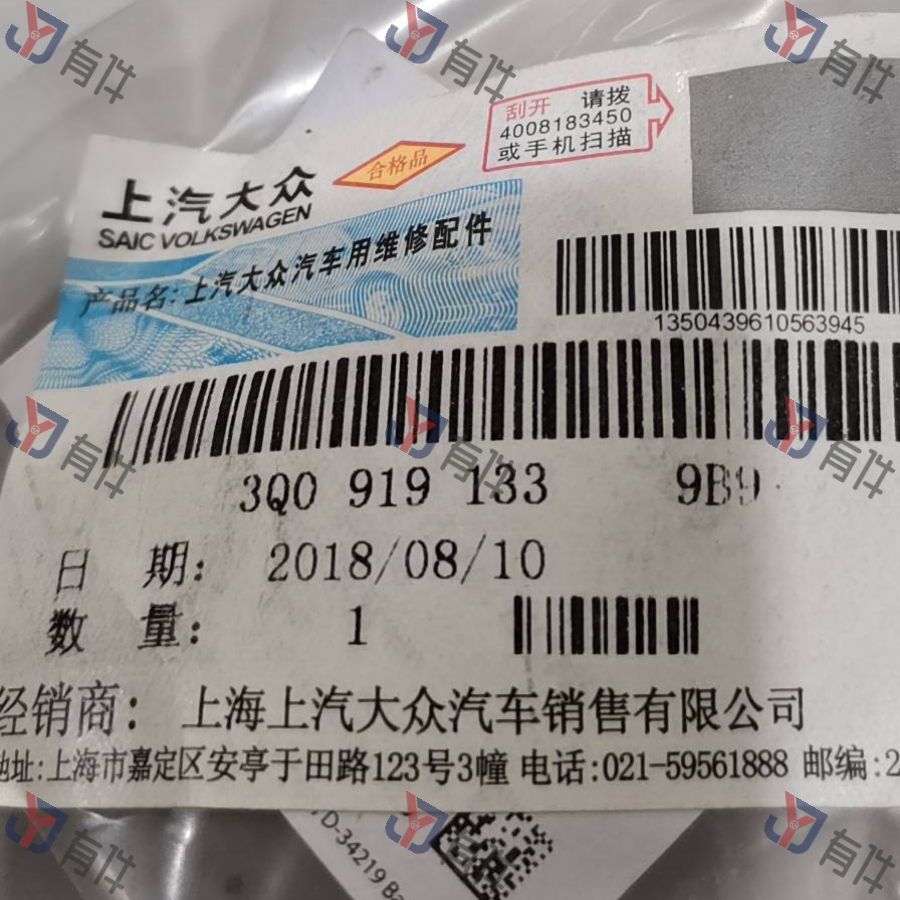 刮开 请拨
4008183450
或手机扫描
合格品
上汽大众
SAIC VOLKSWAGEN
产品名:上汽大众汽车用维修配件
1350439610563945
3Q0 919 133 9B9
日 期: 2018/08/10
数 量: 1
经销商: 上海上汽大众汽车销售有限公司
地址:上海市嘉定区安亭于田路123号3幢 电话:021-59561888 邮编:2
D-34219 Ba
有件
有件
有件
有件
有件
有件
有件
有件
有件